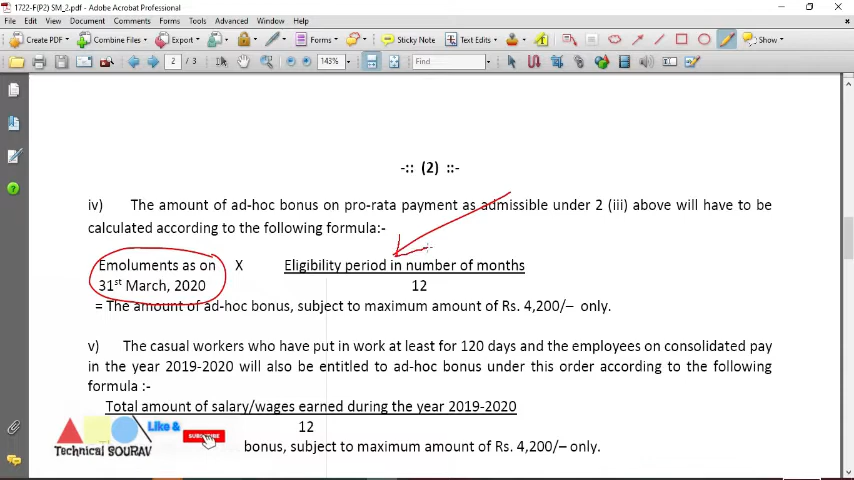 1722-F(P2) SM_2.pdf - Adobe Acrobat Professional
File Edit View Document Comments Forms Tools Advanced Window Help
Create PDF Combine Files Export Forms Sticky Note Text Edits Show
2 / 3 143% Find
-:: (2) ::-
iv) The amount of ad-hoc bonus on pro-rata payment as admissible under 2 (iii) above will have to be
calculated according to the following formula:-
Emoluments as on X Eligibility period in number of months
31st March, 2020 12
= The amount of ad-hoc bonus, subject to maximum amount of Rs. 4,200/– only.
v) The casual workers who have put in work at least for 120 days and the employees on consolidated pay
in the year 2019-2020 will also be entitled to ad-hoc bonus under this order according to the following
formula :-
Total amount of salary/wages earned during the year 2019-2020
12
Like &
SUBSCRIBE
Technical SOURAV
bonus, subject to maximum amount of Rs. 4,200/– only.